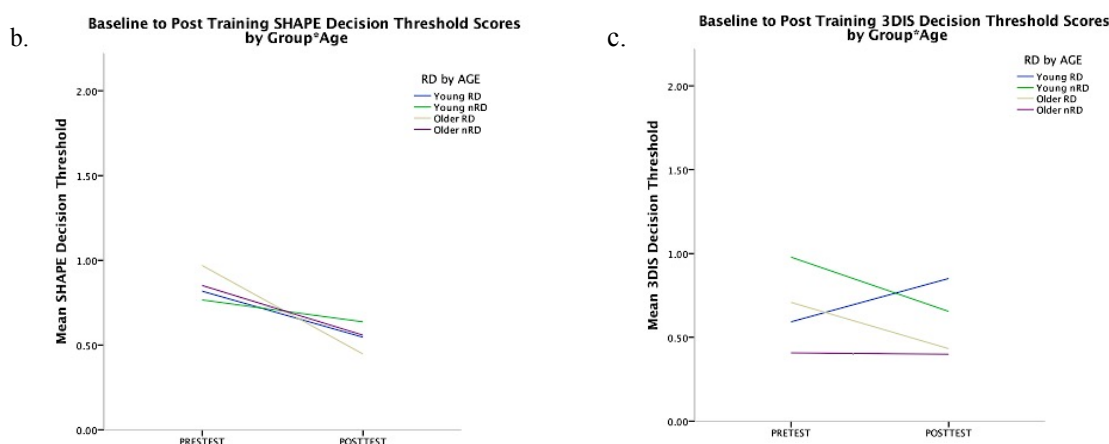 b.
Baseline to Post Training SHAPE Decision Threshold Scores
by Group*Age
RD by AGE
Young RD
Young nRD
Older RD
Older nRD
Mean SHAPE Decision Threshold
2.00
1.50
1.00
0.50
0.00
PRESTEST
POSTTEST
c.
Baseline to Post Training 3DIS Decision Threshold Scores
by Group*Age
RD by AGE
Young RD
Young nRD
Older RD
Older nRD
Mean 3DIS Decision Threshold
2.00
1.50
1.00
0.50
0.00
PRETEST
POSTTEST